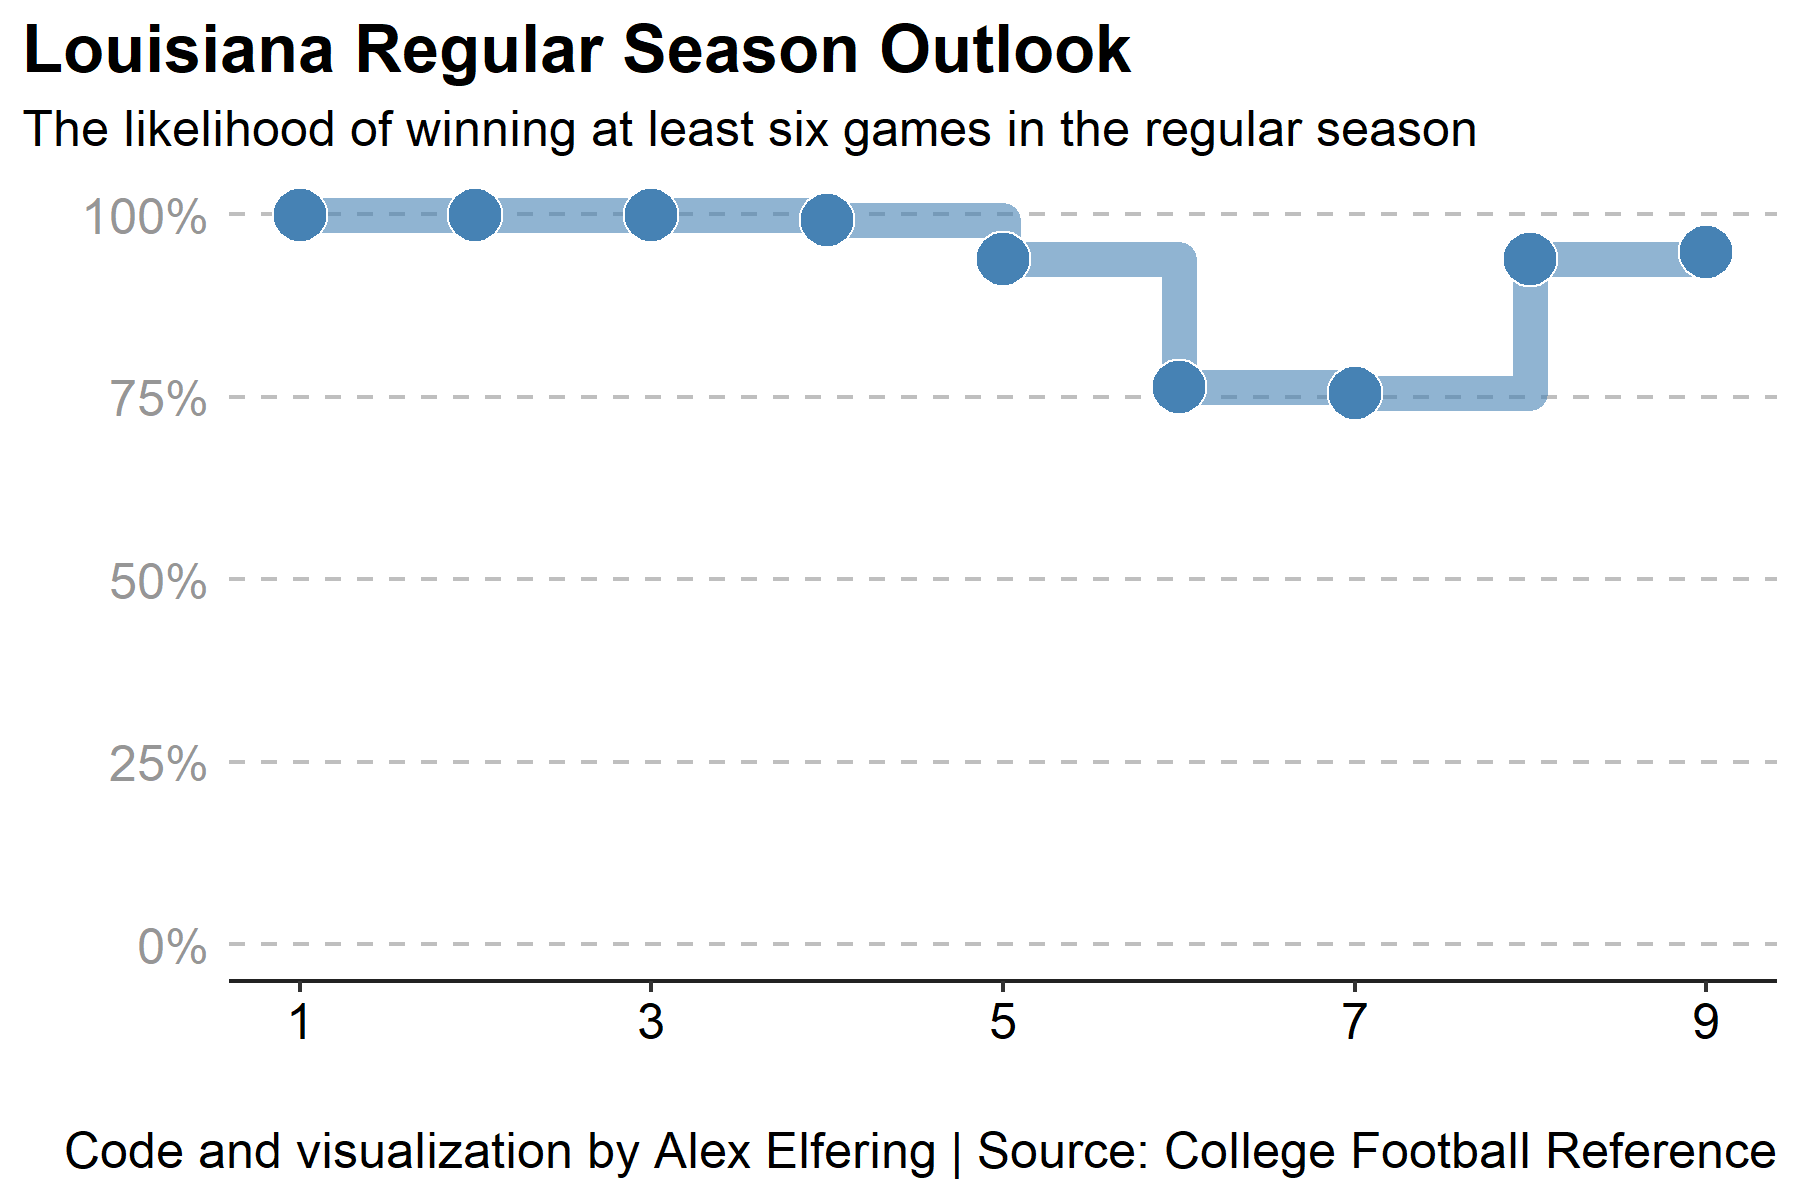 Louisiana Regular Season Outlook
The likelihood of winning at least six games in the regular season
100%
75%
50%
25%
0%
1 3 5 7 9
Code and visualization by Alex Elfering | Source: College Football Reference